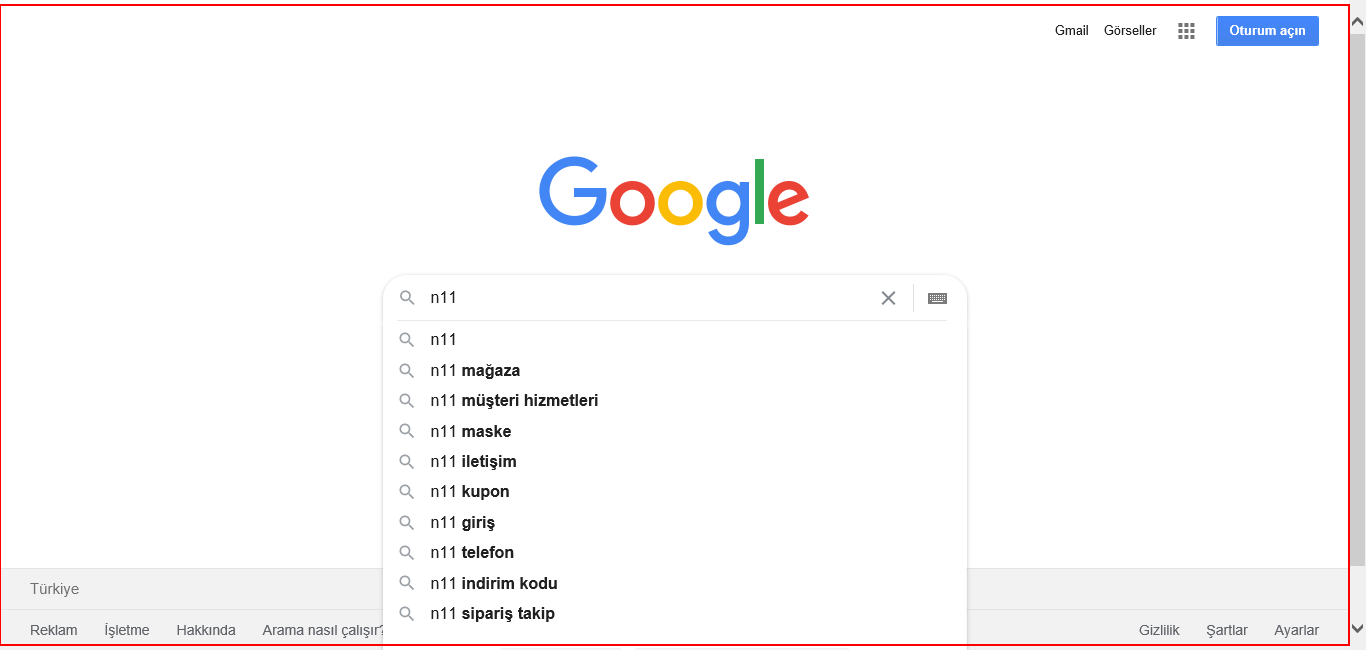 Gmail Görseller Oturum açın
Google
n11
n11
n11 mağaza
n11 müşteri hizmetleri
n11 maske
n11 iletişim
n11 kupon
n11 giriş
n11 telefon
n11 indirim kodu
n11 sipariş takip
Türkiye
Reklam İşletme Hakkında Arama nasıl çalışır? Gizlilik Şartlar Ayarlar